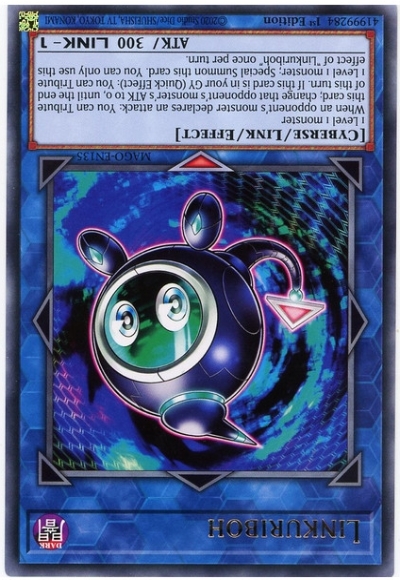 LINKURIBOH
DARK
闇
MAGO-EN135
[CYBERSE/LINK/EFFECT]
1 Level 1 monster
When an opponent's monster declares an attack: You can Tribute
this card; change that opponent's monster's ATK to 0, until the
end of this turn. If this card is in your GY (Quick Effect): You can Tribute
1 Level 1 monster; Special Summon this card. You can only use this
effect of "Linkuriboh" once per turn.
ATK/ 300 LINK-1
41999284 1st Edition
©2020 Studio Dice/SHUEISHA, TV TOKYO, KONAMI